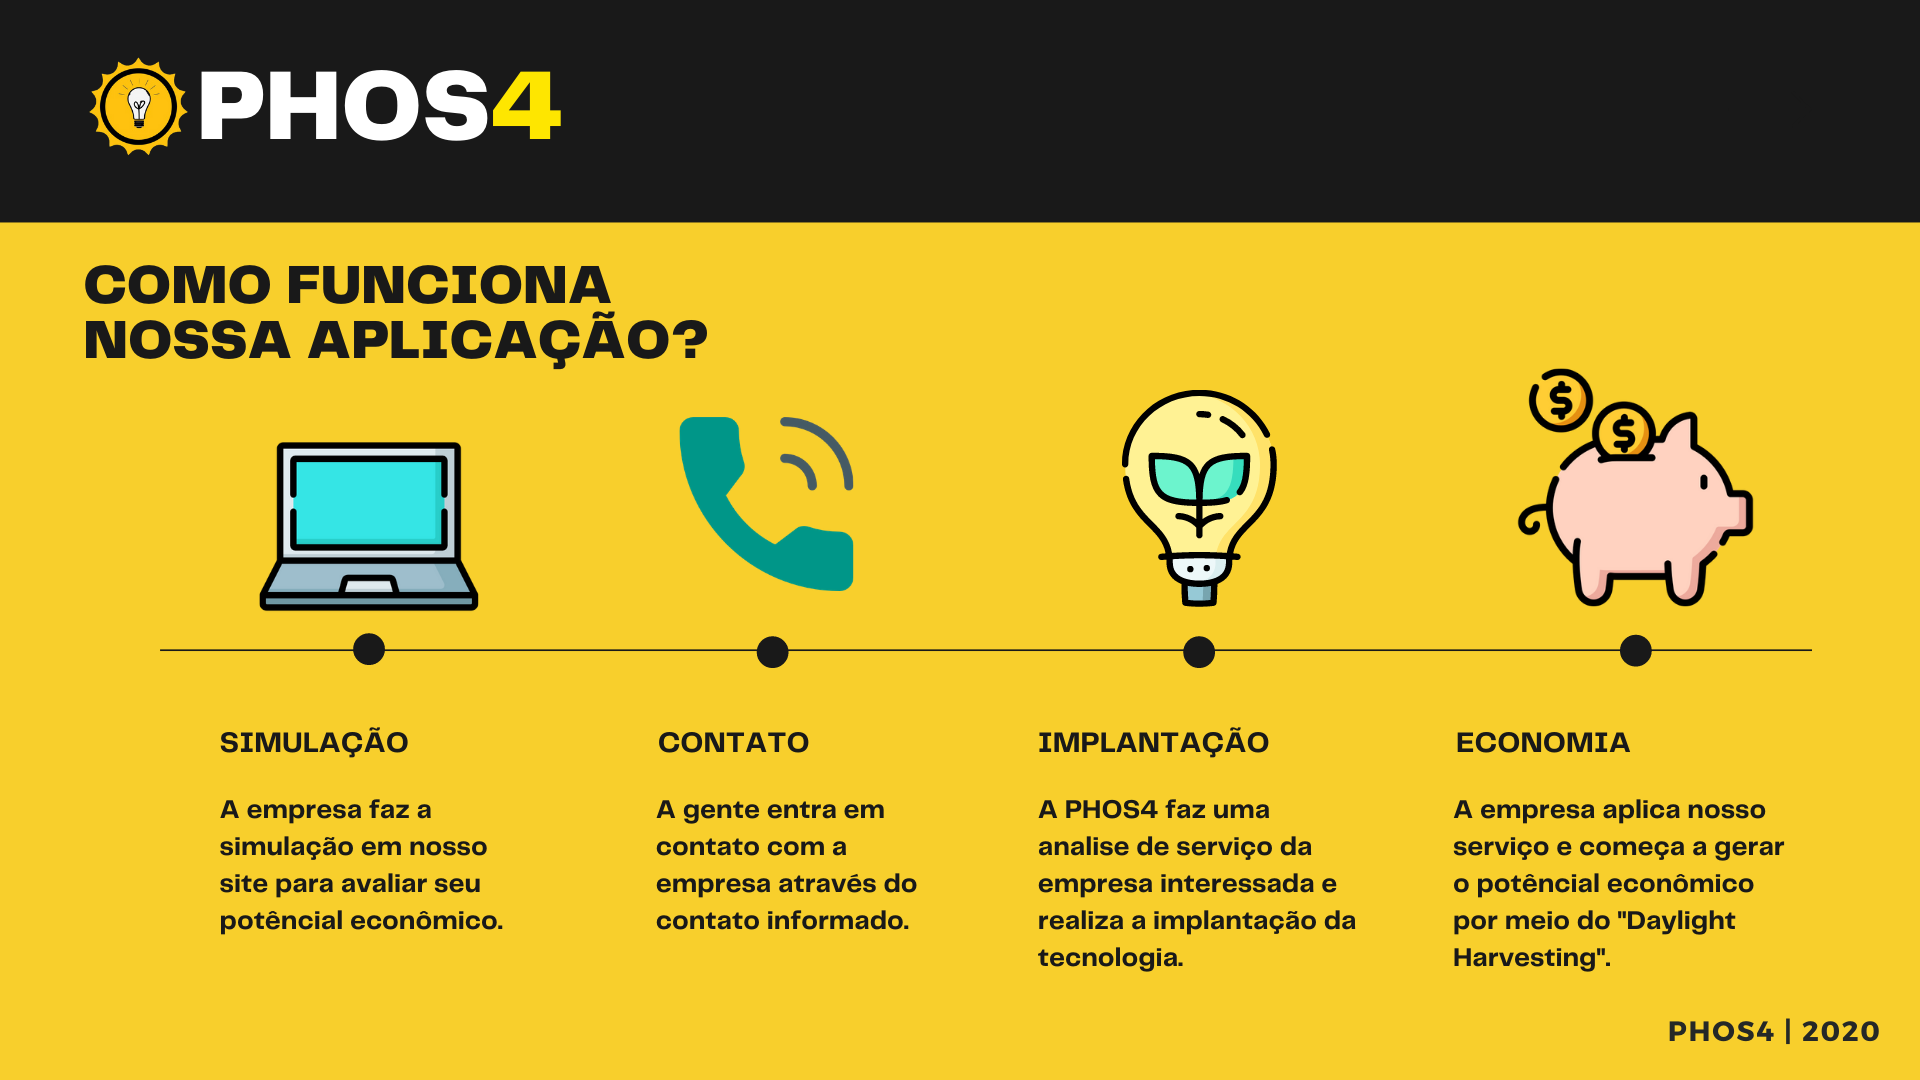 PHOS4
COMO FUNCIONA
NOSSA APLICAÇÃO?
$
$
SIMULAÇÃO
A empresa faz a
simulação em nosso
site para avaliar seu
potêncial econômico.
CONTATO
A gente entra em
contato com a
empresa através do
contato informado.
IMPLANTAÇÃO
A PHOS4 faz uma
analise de serviço da
empresa interessada e
realiza a implantação da
tecnologia.
ECONOMIA
A empresa aplica nosso
serviço e começa a gerar
o potêncial econômico
por meio do "Daylight
Harvesting".
PHOS4 | 2020